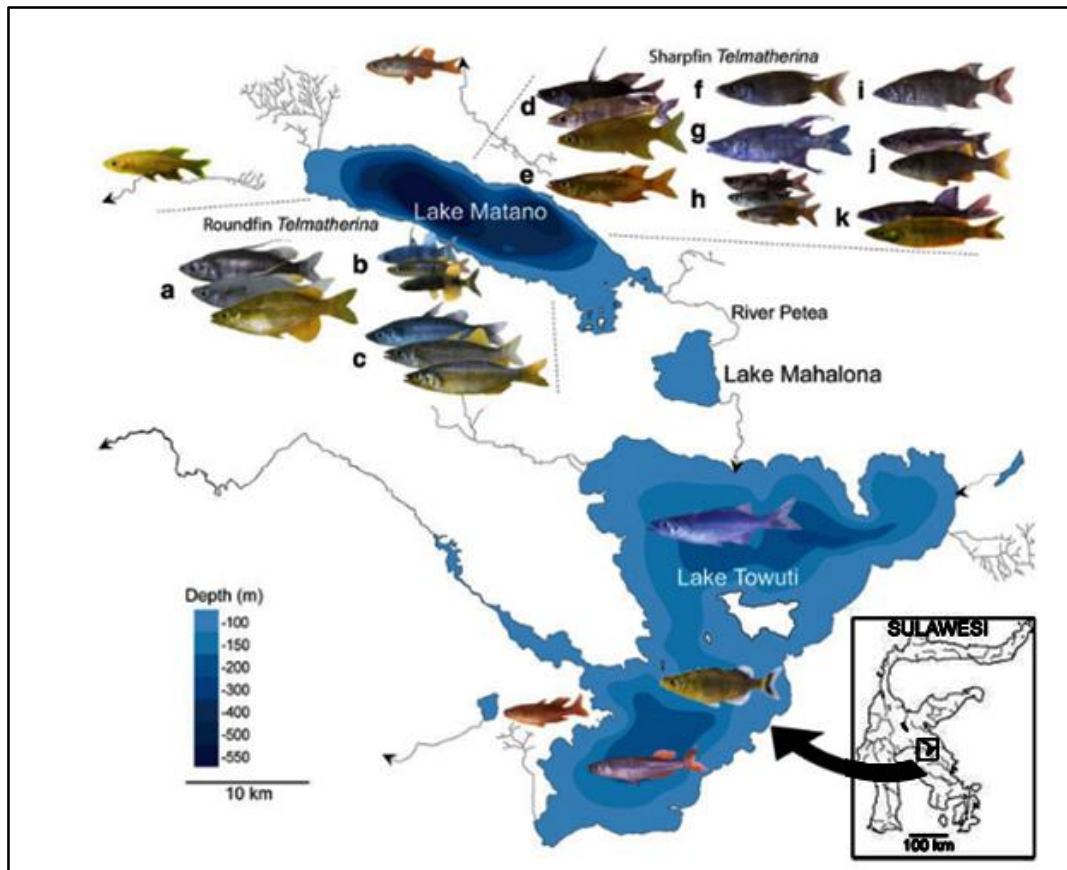 Sharpfin Telmatherina
d
f
i
g
j
e
h
k
Lake Matano
Roundfin Telmatherina
a
b
c
River Petea
Lake Mahalona
Lake Towuti
Depth (m)
-100
-150
-200
-300
-400
-550
10 km
SULAWESI
100 km